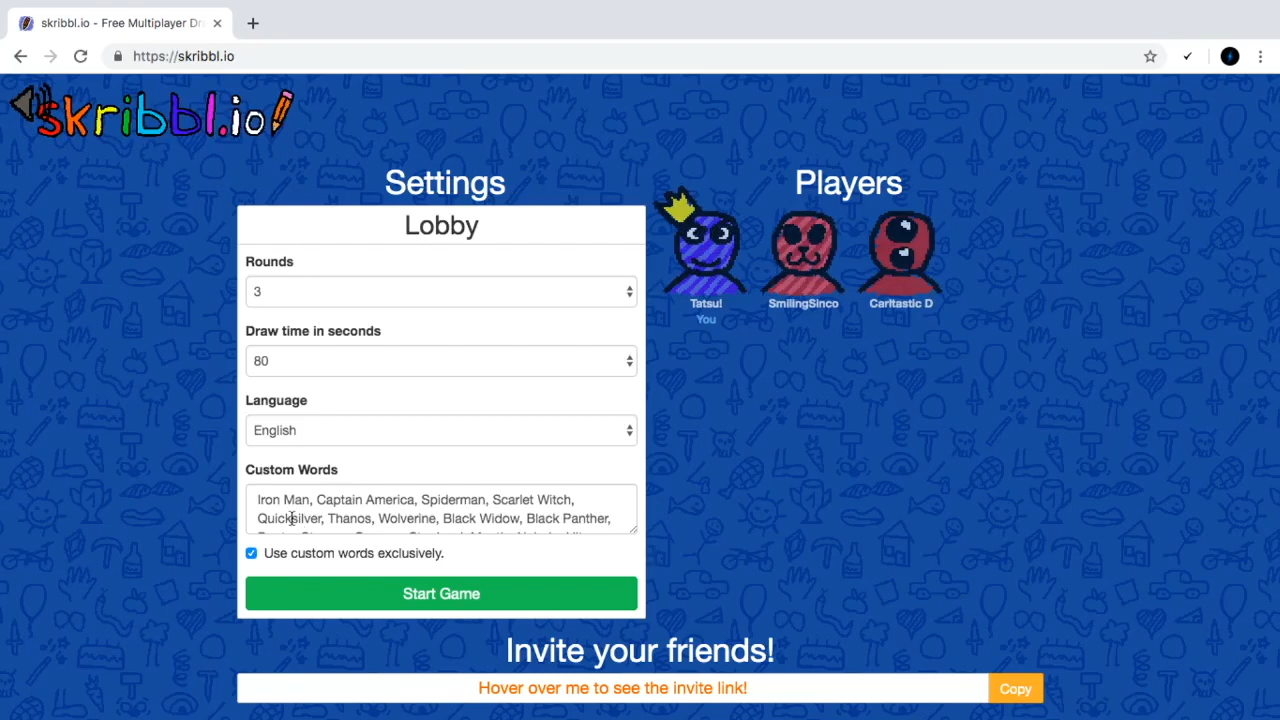 skribbl.io - Free Multiplayer Dr
https://skribbl.io
skribbl.io
Settings
Players
Lobby
Rounds
3
Tatsu!
SmilingSinco
Carltastic D
You
Draw time in seconds
80
Language
English
Custom Words
Iron Man, Captain America, Spiderman, Scarlet Witch,
Quicksilver, Thanos, Wolverine, Black Widow, Black Panther,
Use custom words exclusively.
Start Game
Invite your friends!
Hover over me to see the invite link!
Copy